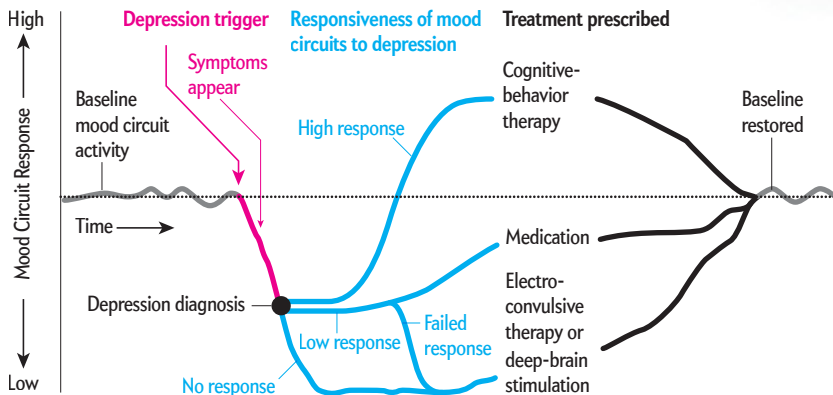 High
Mood Circuit Response
Low
Depression trigger
Symptoms
appear
Baseline
mood circuit
activity
Time
Depression diagnosis
Responsiveness of mood
circuits to depression
High response
Low response
Failed
response
No response
Treatment prescribed
Cognitive-
behavior
therapy
Medication
Electro-
convulsive
therapy or
deep-brain
stimulation
Baseline
restored